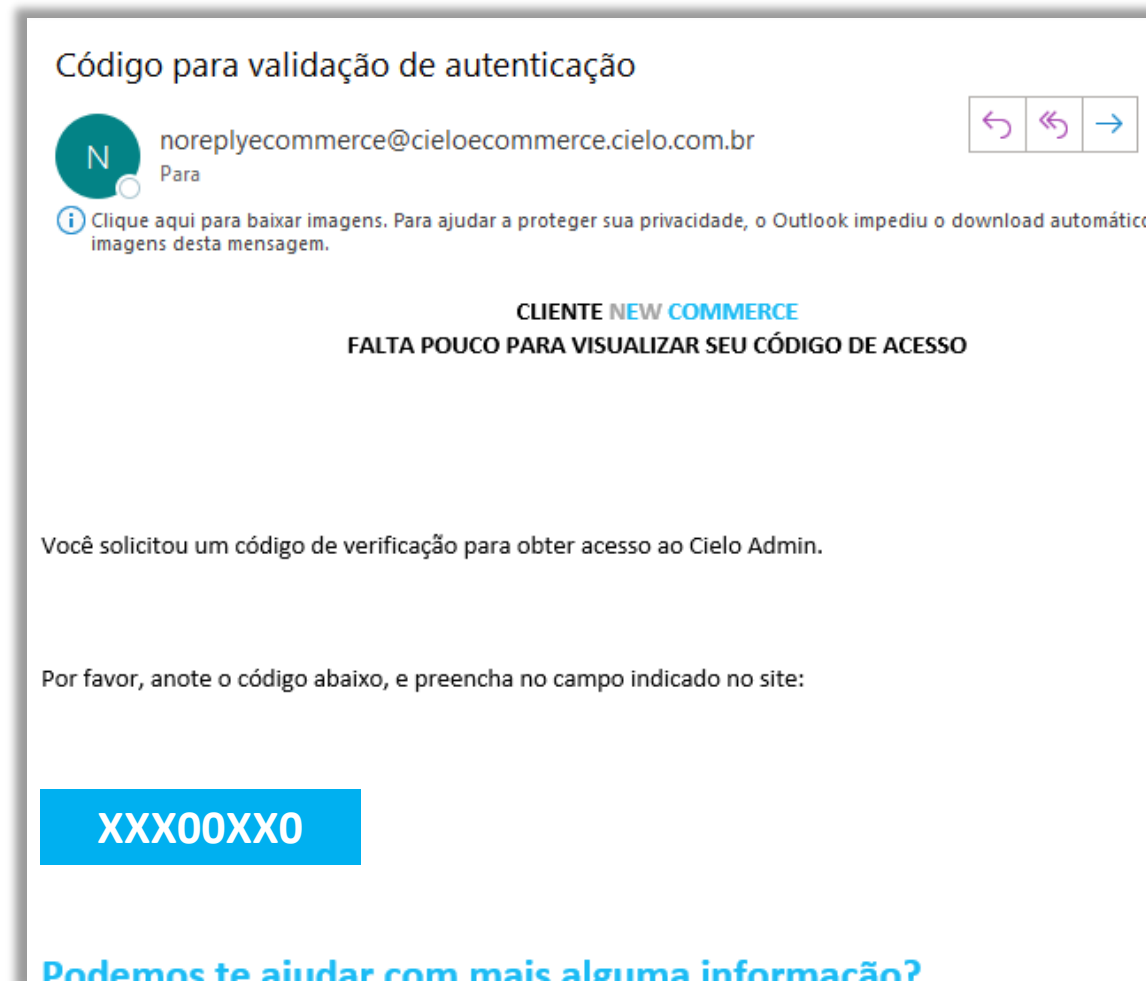 Código para validação de autenticação
N
noreplyecommerce@cieloecommerce.cielo.com.br
Para
Clique aqui para baixar imagens. Para ajudar a proteger sua privacidade, o Outlook impediu o download automático
imagens desta mensagem.
CLIENTE NEW COMMERCE
FALTA POUCO PARA VISUALIZAR SEU CÓDIGO DE ACESSO
Você solicitou um código de verificação para obter acesso ao Cielo Admin.
Por favor, anote o código abaixo, e preencha no campo indicado no site:
XXX00XX0
Podemos te ajudar com mais alguma informação?